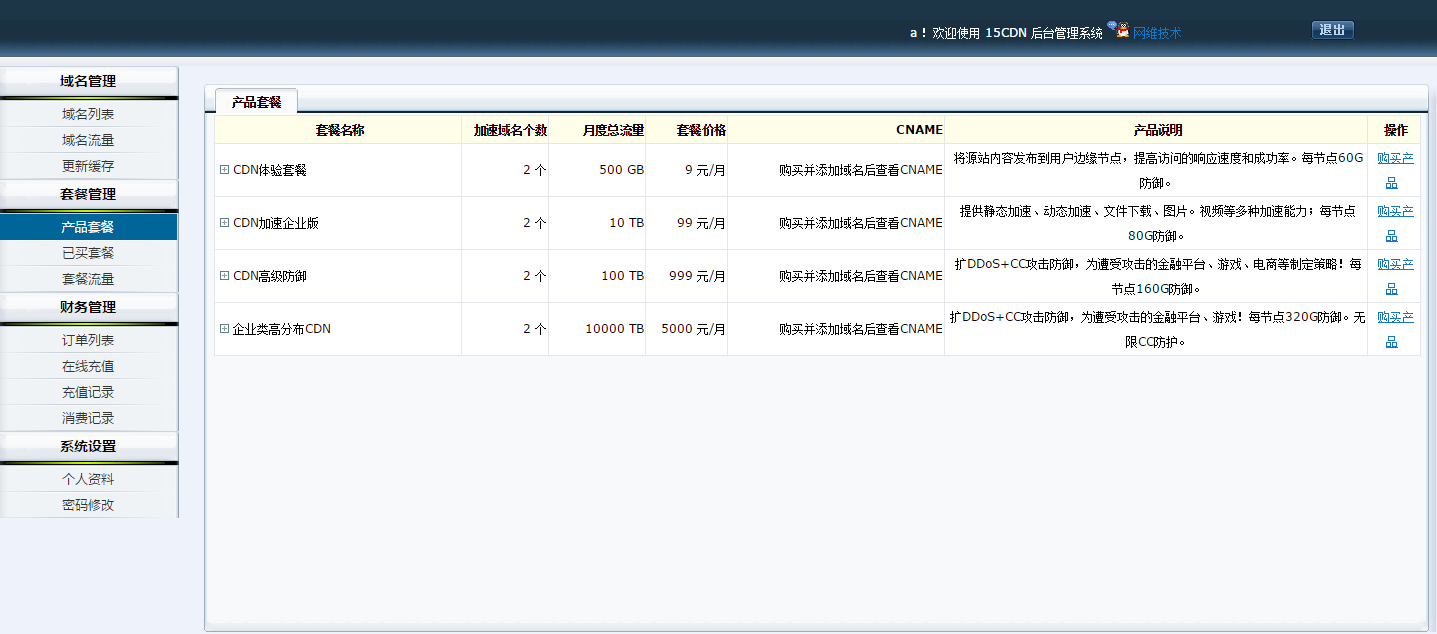 a！欢迎使用 15CDN 后台管理系统 网维技术 退出
域名管理
域名列表
域名流量
更新缓存
套餐管理
产品套餐
已买套餐
套餐流量
财务管理
订单列表
在线充值
充值记录
消费记录
系统设置
个人资料
密码修改
产品套餐
套餐名称 加速域名个数 月度总流量 套餐价格 CNAME 产品说明 操作
CDN体验套餐 2 个 500 GB 9 元/月 购买并添加域名后查看CNAME 将源站内容发布到用户边缘节点，提高访问的响应速度和成功率。每节点60G 购买产
防御。 品
CDN加速企业版 2 个 10 TB 99 元/月 购买并添加域名后查看CNAME 提供静态加速、动态加速、文件下载、图片。视频等多种加速能力；每节点 购买产
80G防御。 品
CDN高级防御 2 个 100 TB 999 元/月 购买并添加域名后查看CNAME 扩DDoS+CC攻击防御，为遭受攻击的金融平台、游戏、电商等制定策略！每 购买产
节点160G防御。 品
企业类高分布CDN 2 个 10000 TB 5000 元/月 购买并添加域名后查看CNAME 扩DDoS+CC攻击防御，为遭受攻击的金融平台、游戏！每节点320G防御。无 购买产
限CC防护。 品